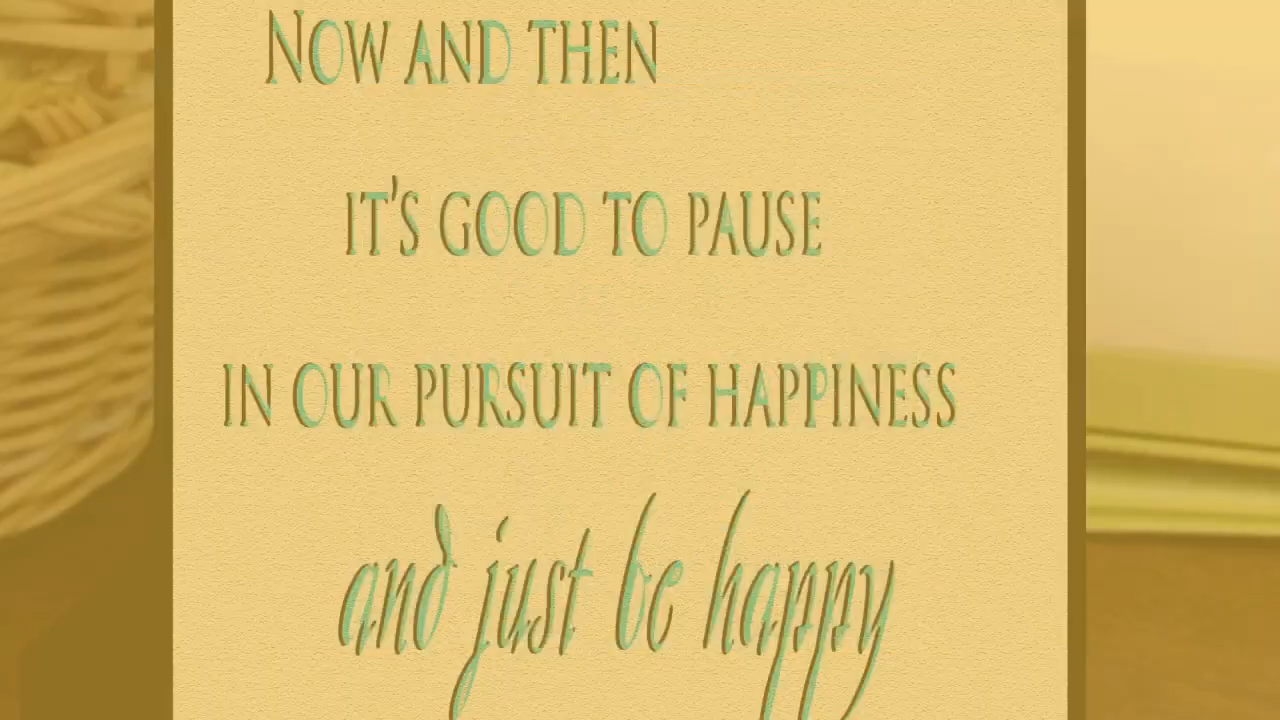 Now and then
it's good to pause
in our pursuit of happiness
and just be happy